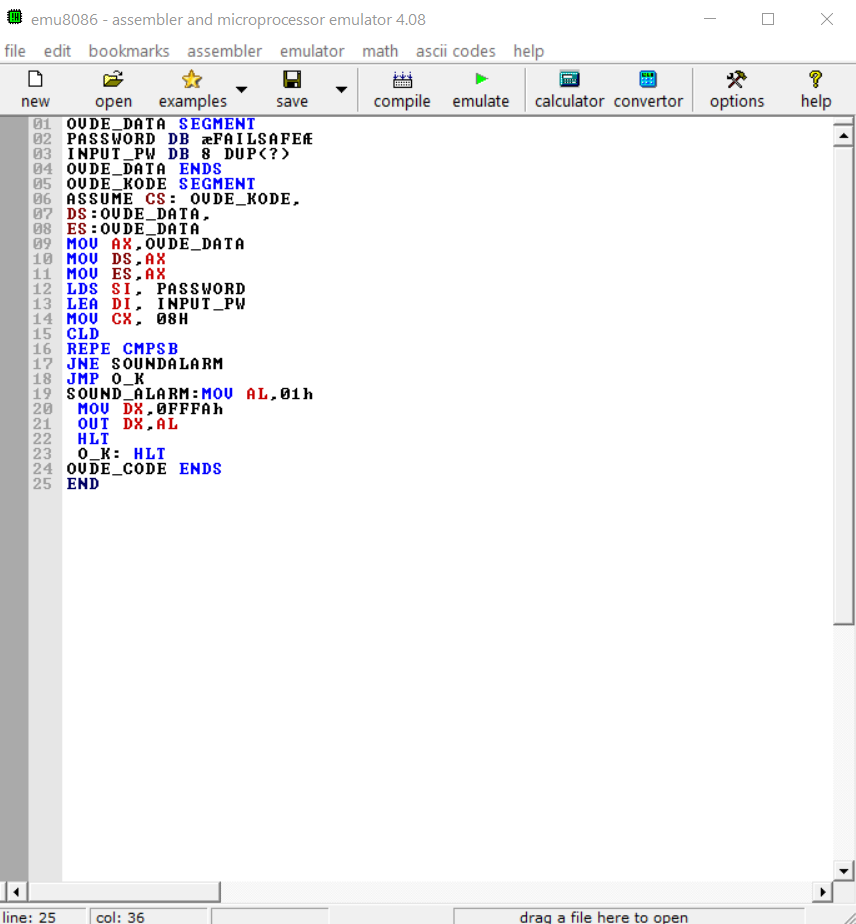 emu8086 - assembler and microprocessor emulator 4.08
file edit bookmarks assembler emulator math ascii codes help
new open examples save compile emulate calculator convertor options help
01 OVDE_DATA SEGMENT
02 PASSWORD DB æFAILSAFEÆ
03 INPUT_PW DB 8 DUP(?)
04 OVDE_DATA ENDS
05 OVDE_KODE SEGMENT
06 ASSUME CS: OVDE_KODE,
07 DS:OVDE_DATA,
08 ES:OVDE_DATA
09 MOV AX,OVDE_DATA
10 MOV DS,AX
11 MOV ES,AX
12 LDS SI, PASSWORD
13 LEA DI, INPUT_PW
14 MOV CX, 08H
15 CLD
16 REPE CMPSB
17 JNE SOUNDALARM
18 JMP O_K
19 SOUND_ALARM:MOV AL,01h
20 MOV DX,0FFFAh
21 OUT DX,AL
22 HLT
23 O_K: HLT
24 OVDE_CODE ENDS
25 END
line: 25 col: 36 drag a file here to open